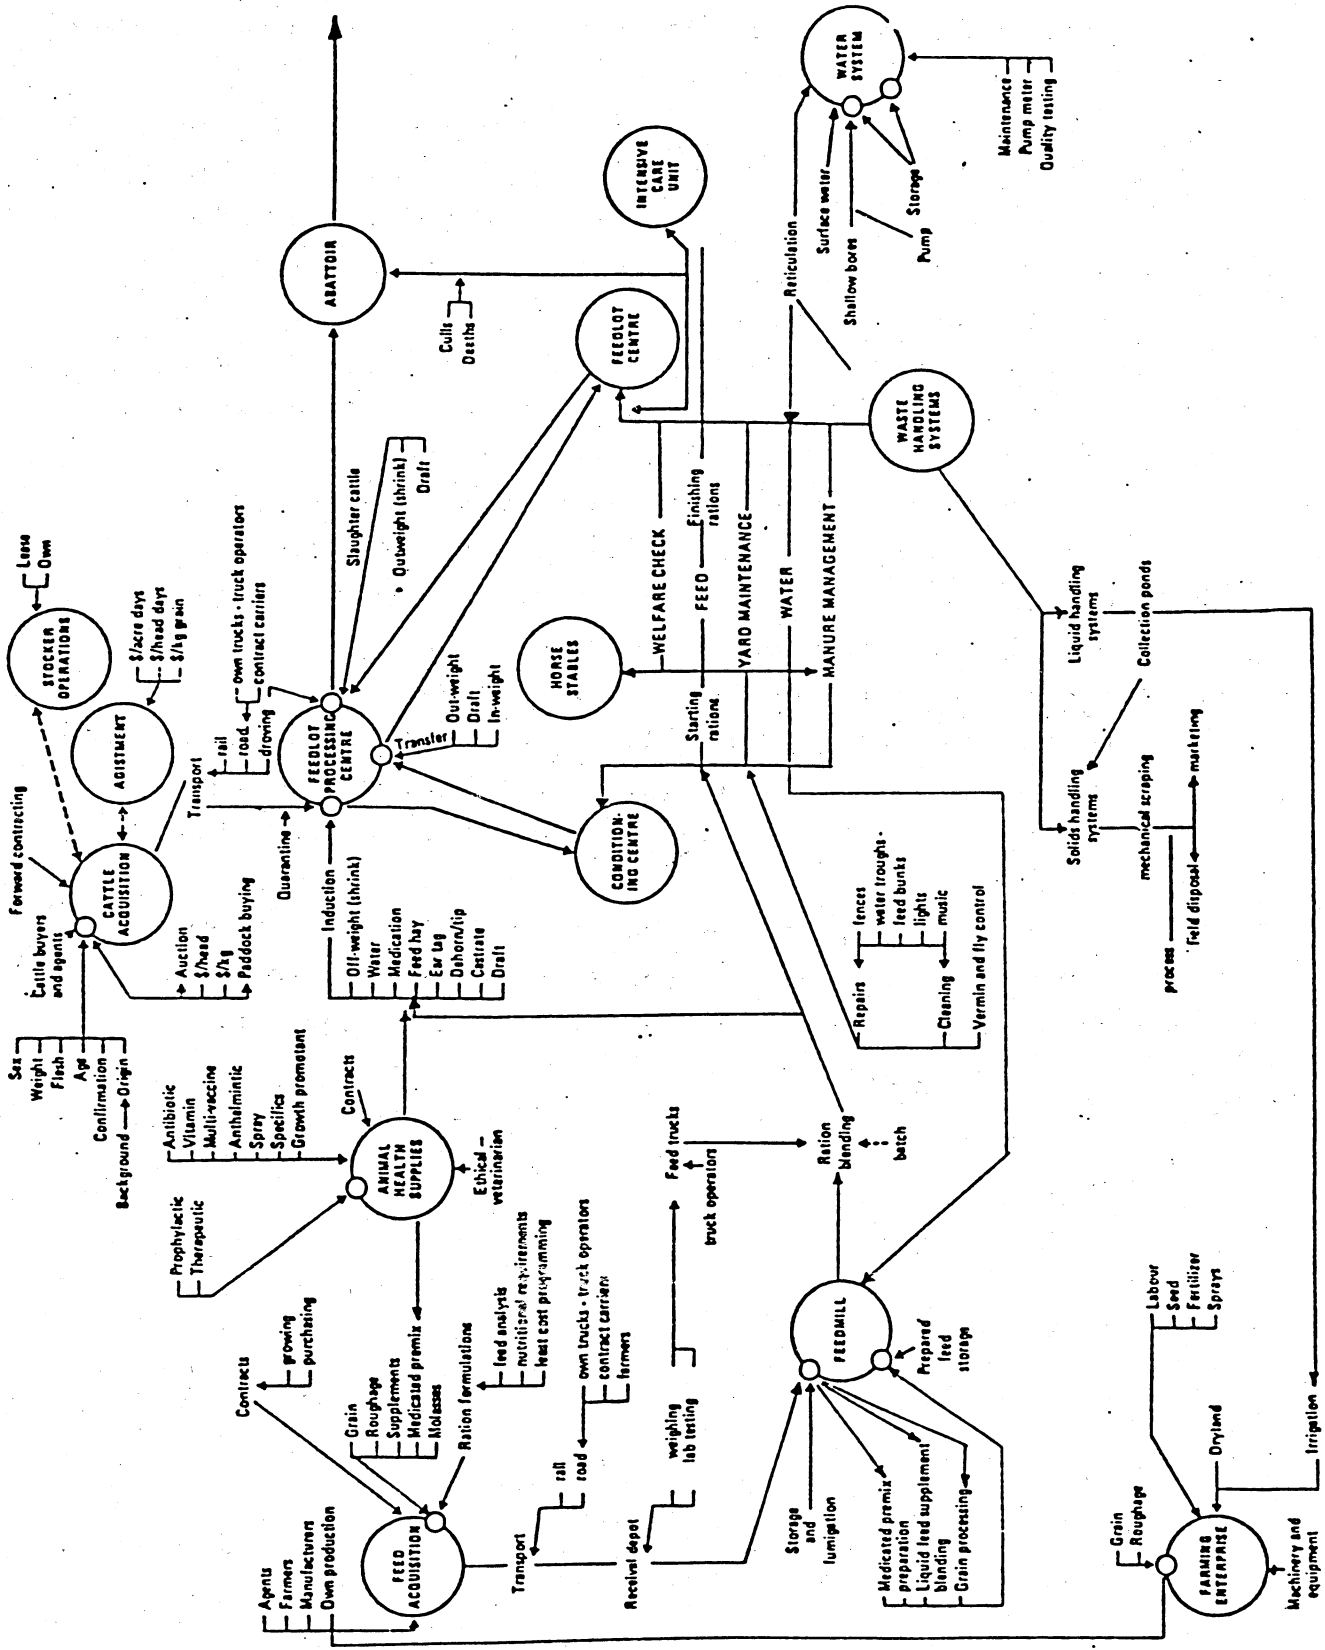 Lease
Own
STOCKER
OPERATIONS
$/acre days
$/head days
$/kg grain
AGISTMENT
Forward contracting
CATTLE
ACQUISITION
Cattle buyers
and agents
Sex
Weight
Flesh
Age
Confirmation
Background
Origin
Auction
$/head
$/kg
Paddock buying
Transport
rail
road
droving
own trucks - truck operators
contract carriers
Quarantine
Induction
Off-weight (shrink)
Water
Medication
Feed hay
Ear tag
Dehorn/tip
Castrate
Draft
FEEDLOT
PROCESSING
CENTRE
Transfer
Out-weight
Draft
In-weight
Slaughter cattle
Outweight (shrink)
Draft
ABATTOIR
Culls
Deaths
INTENSIVE
CARE
UNIT
FEEDLOT
CENTRE
HORSE
STABLES
CONDITION-
ING CENTRE
WELFARE CHECK
Starting
rations
FEED
Finishing
rations
YARD MAINTENANCE
WATER
MANURE MANAGEMENT
Reticulation
WATER
SYSTEM
Surface water
Shallow bores
Pump
Storage
Maintenance
Pump meter
Quality testing
WASTE
HANDLING
SYSTEMS
Liquid handling
systems
Collection ponds
Solids handling
systems
mechanical scraping
process
field disposal
marketing
Repairs
fences
water troughs
feed bunks
lights
music
Cleaning
Vermin and fly control
Prophylactic
Therapeutic
Antibiotic
Vitamin
Multi-vaccine
Anthelmintic
Spray
Specifics
Growth promotant
Contracts
ANIMAL
HEALTH
SUPPLIES
Ethical -
veterinarian
Contracts
growing
purchasing
Grain
Roughage
Supplements
Medicated premix
Molasses
Ration formulations
feed analysis
nutritional requirements
least cost programming
Agents
Farmers
Manufacturers
Own production
FEED
ACQUISITION
Transport
rail
road
own trucks - truck operators
contract carriers
farmers
Receival depot
weighing
lab testing
Feed trucks
truck operators
Ration
blending
batch
FEEDMILL
Prepared
feed
storage
Storage
and
fumigation
Medicated premix
preparation
Liquid feed supplement
blending
Grain processing
Labour
Seed
Fertilizer
Sprays
Dryland
Irrigation
Grain
Roughage
FARMING
ENTERPRISE
Machinery and
equipment